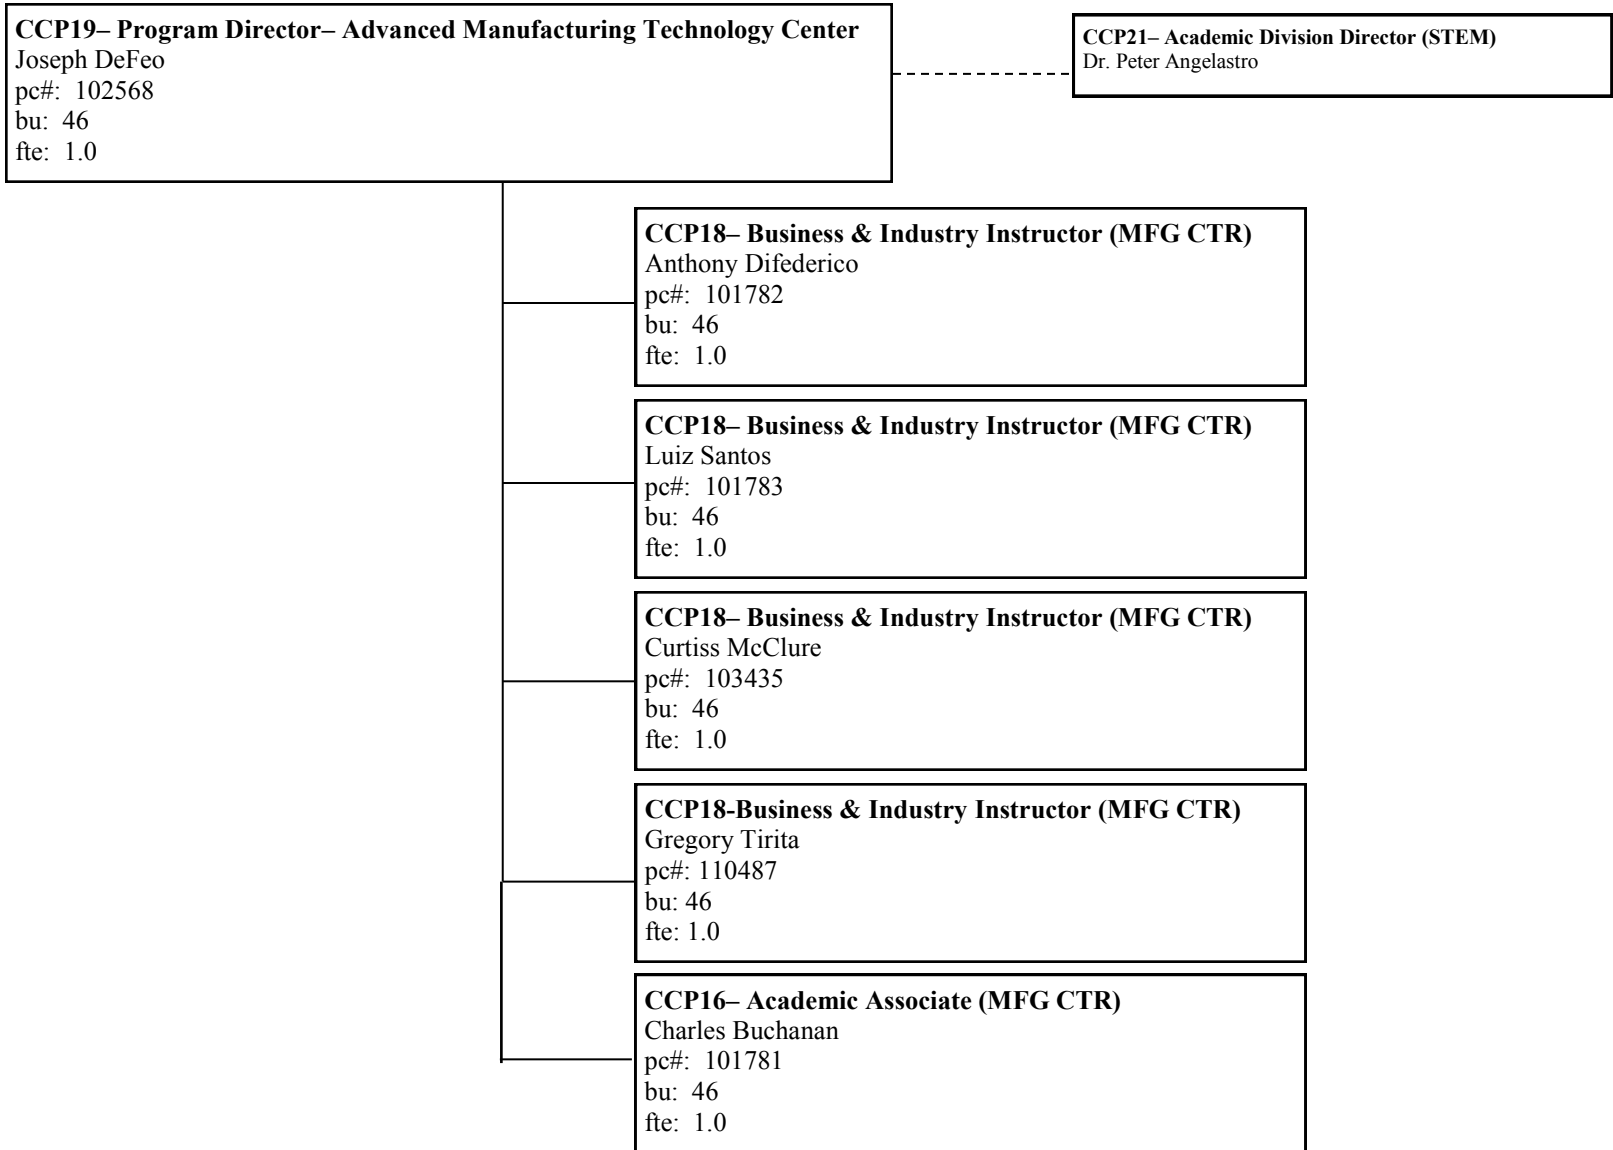 CCP19– Program Director– Advanced Manufacturing Technology Center
Joseph DeFeo
pc#:  102568
bu:  46
fte:  1.0
CCP21– Academic Division Director (STEM)
Dr. Peter Angelastro
CCP18– Business & Industry Instructor (MFG CTR)
Anthony Difederico
pc#:  101782
bu:  46
fte:  1.0
CCP18– Business & Industry Instructor (MFG CTR)
Luiz Santos
pc#:  101783
bu:  46
fte:  1.0
CCP18– Business & Industry Instructor (MFG CTR)
Curtiss McClure
pc#:  103435
bu:  46
fte:  1.0
CCP18-Business & Industry Instructor (MFG CTR)
Gregory Tirita
pc#: 110487
bu: 46
fte: 1.0
CCP16– Academic Associate (MFG CTR)
Charles Buchanan
pc#:  101781
bu:  46
fte:  1.0